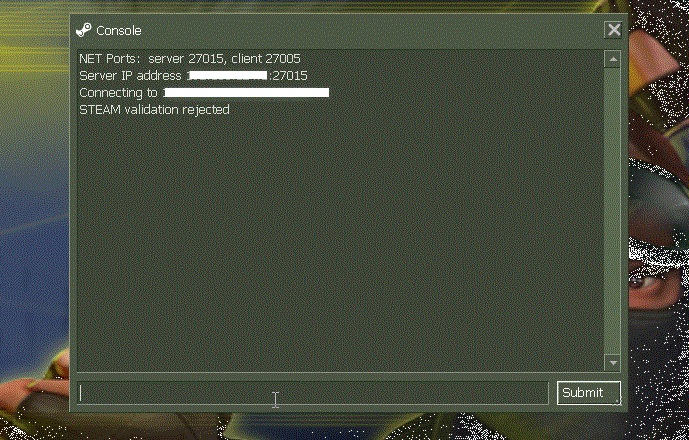 Console
NET Ports: server 27015, client 27005
Server IP address :27015
Connecting to
STEAM validation rejected
Submit